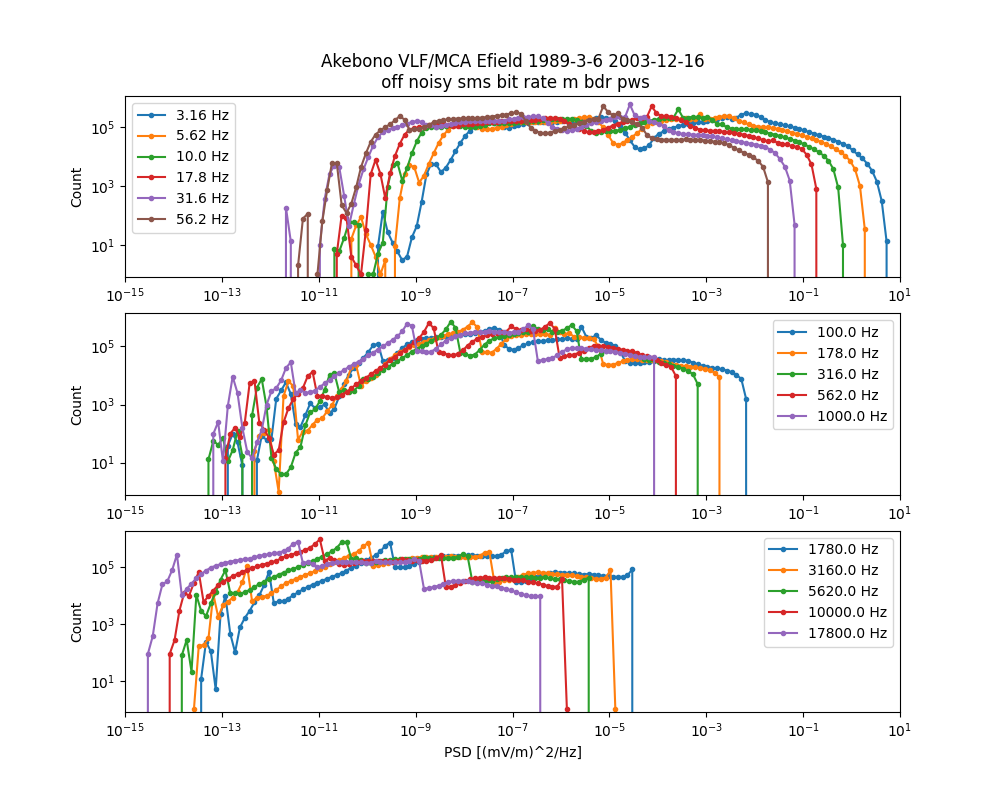 Akebono VLF/MCA Efield 1989-3-6 2003-12-16
off noisy sms bit rate m bdr pws
Count
10^5
10^3
10^1
3.16 Hz
5.62 Hz
10.0 Hz
17.8 Hz
31.6 Hz
56.2 Hz
10^-15 10^-13 10^-11 10^-9 10^-7 10^-5 10^-3 10^-1 10^1
Count
10^5
10^3
10^1
100.0 Hz
178.0 Hz
316.0 Hz
562.0 Hz
1000.0 Hz
10^-15 10^-13 10^-11 10^-9 10^-7 10^-5 10^-3 10^-1 10^1
Count
10^5
10^3
10^1
1780.0 Hz
3160.0 Hz
5620.0 Hz
10000.0 Hz
17800.0 Hz
10^-15 10^-13 10^-11 10^-9 10^-7 10^-5 10^-3 10^-1 10^1
PSD [(mV/m)^2/Hz]